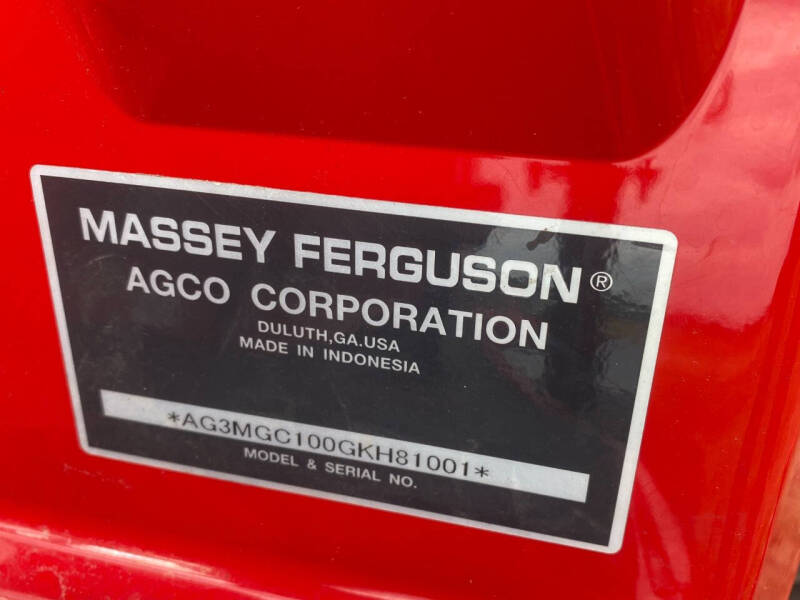 MASSEY FERGUSON®
AGCO CORPORATION
DULUTH,GA.USA
MADE IN INDONESIA
*AG3MGC100GKH81001*
MODEL & SERIAL NO.